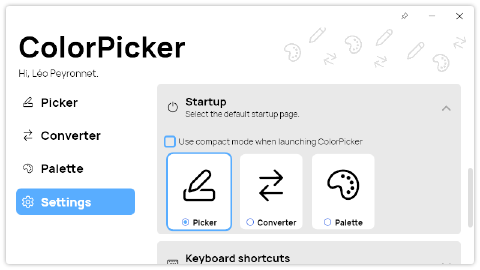 ColorPicker
Hi, Léo Peyronnet.
Picker
Converter
Palette
Settings
Startup
Select the default startup page.
Use compact mode when launching ColorPicker
Picker
Converter
Palette
Keyboard shortcuts